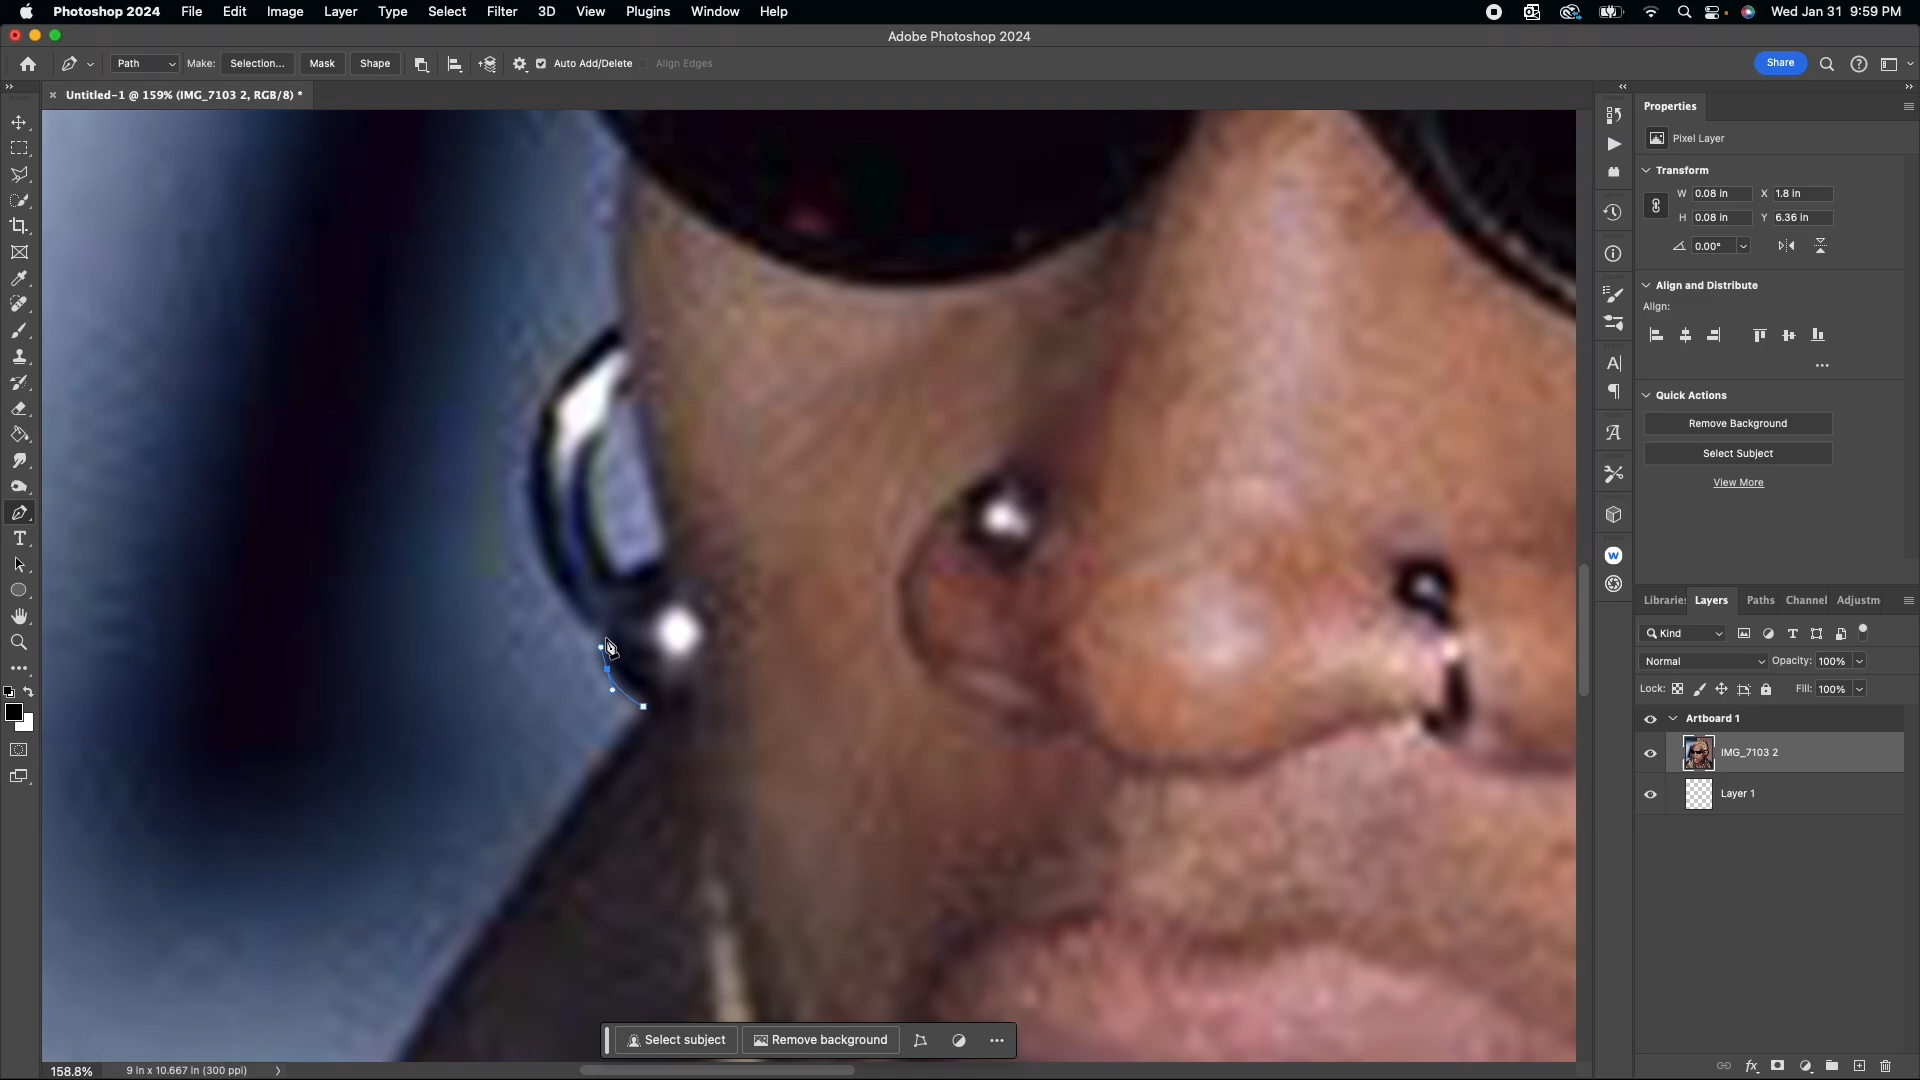 Photoshop 2024 File Edit Image Layer Type Select Filter 3D View Plugins Window Help Wed Jan 31 9:59 PM
Adobe Photoshop 2024
Path Make: Selection... Mask Shape Auto Add/Delete Align Edges Share
Untitled-1 @ 159% (IMG_7103 2, RGB/8) *
Properties
Pixel Layer
Transform
W 0.08 in X 1.8 in
H 0.08 in Y 6.36 in
0.00°
Align and Distribute
Align:
Quick Actions
Remove Background
Select Subject
View More
Libraries Layers Paths Channel Adjustm
Kind
Normal Opacity: 100%
Lock: Fill: 100%
Artboard 1
IMG_7103 2
Layer 1
Select subject Remove background
158.8% 9 in x 10.667 in (300 ppi)